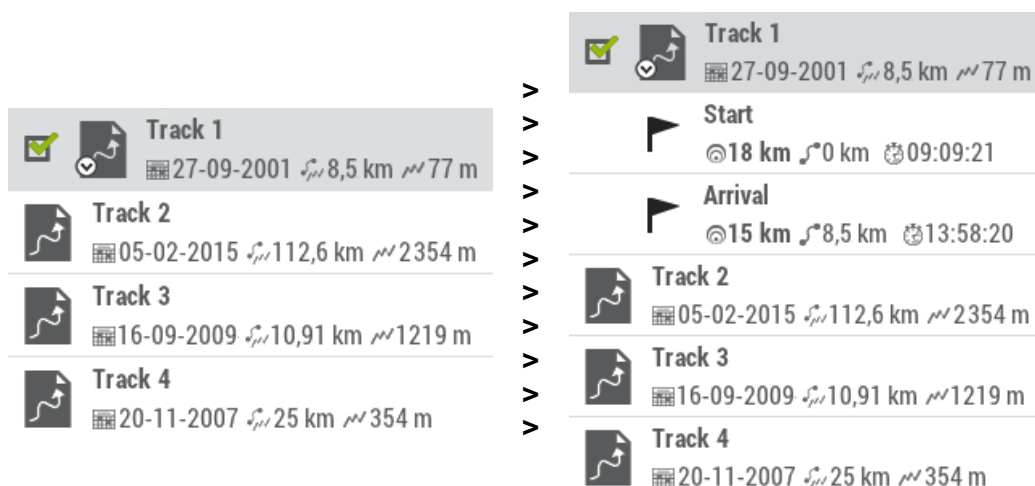 Track 1
27-09-2001 8,5 km 77 m
Track 2
05-02-2015 112,6 km 2354 m
Track 3
16-09-2009 10,91 km 1219 m
Track 4
20-11-2007 25 km 354 m
>
>
>
>
>
>
>
>
>
>
>
Track 1
27-09-2001 8,5 km 77 m
Start
18 km 0 km 09:09:21
Arrival
15 km 8,5 km 13:58:20
Track 2
05-02-2015 112,6 km 2354 m
Track 3
16-09-2009 10,91 km 1219 m
Track 4
20-11-2007 25 km 354 m